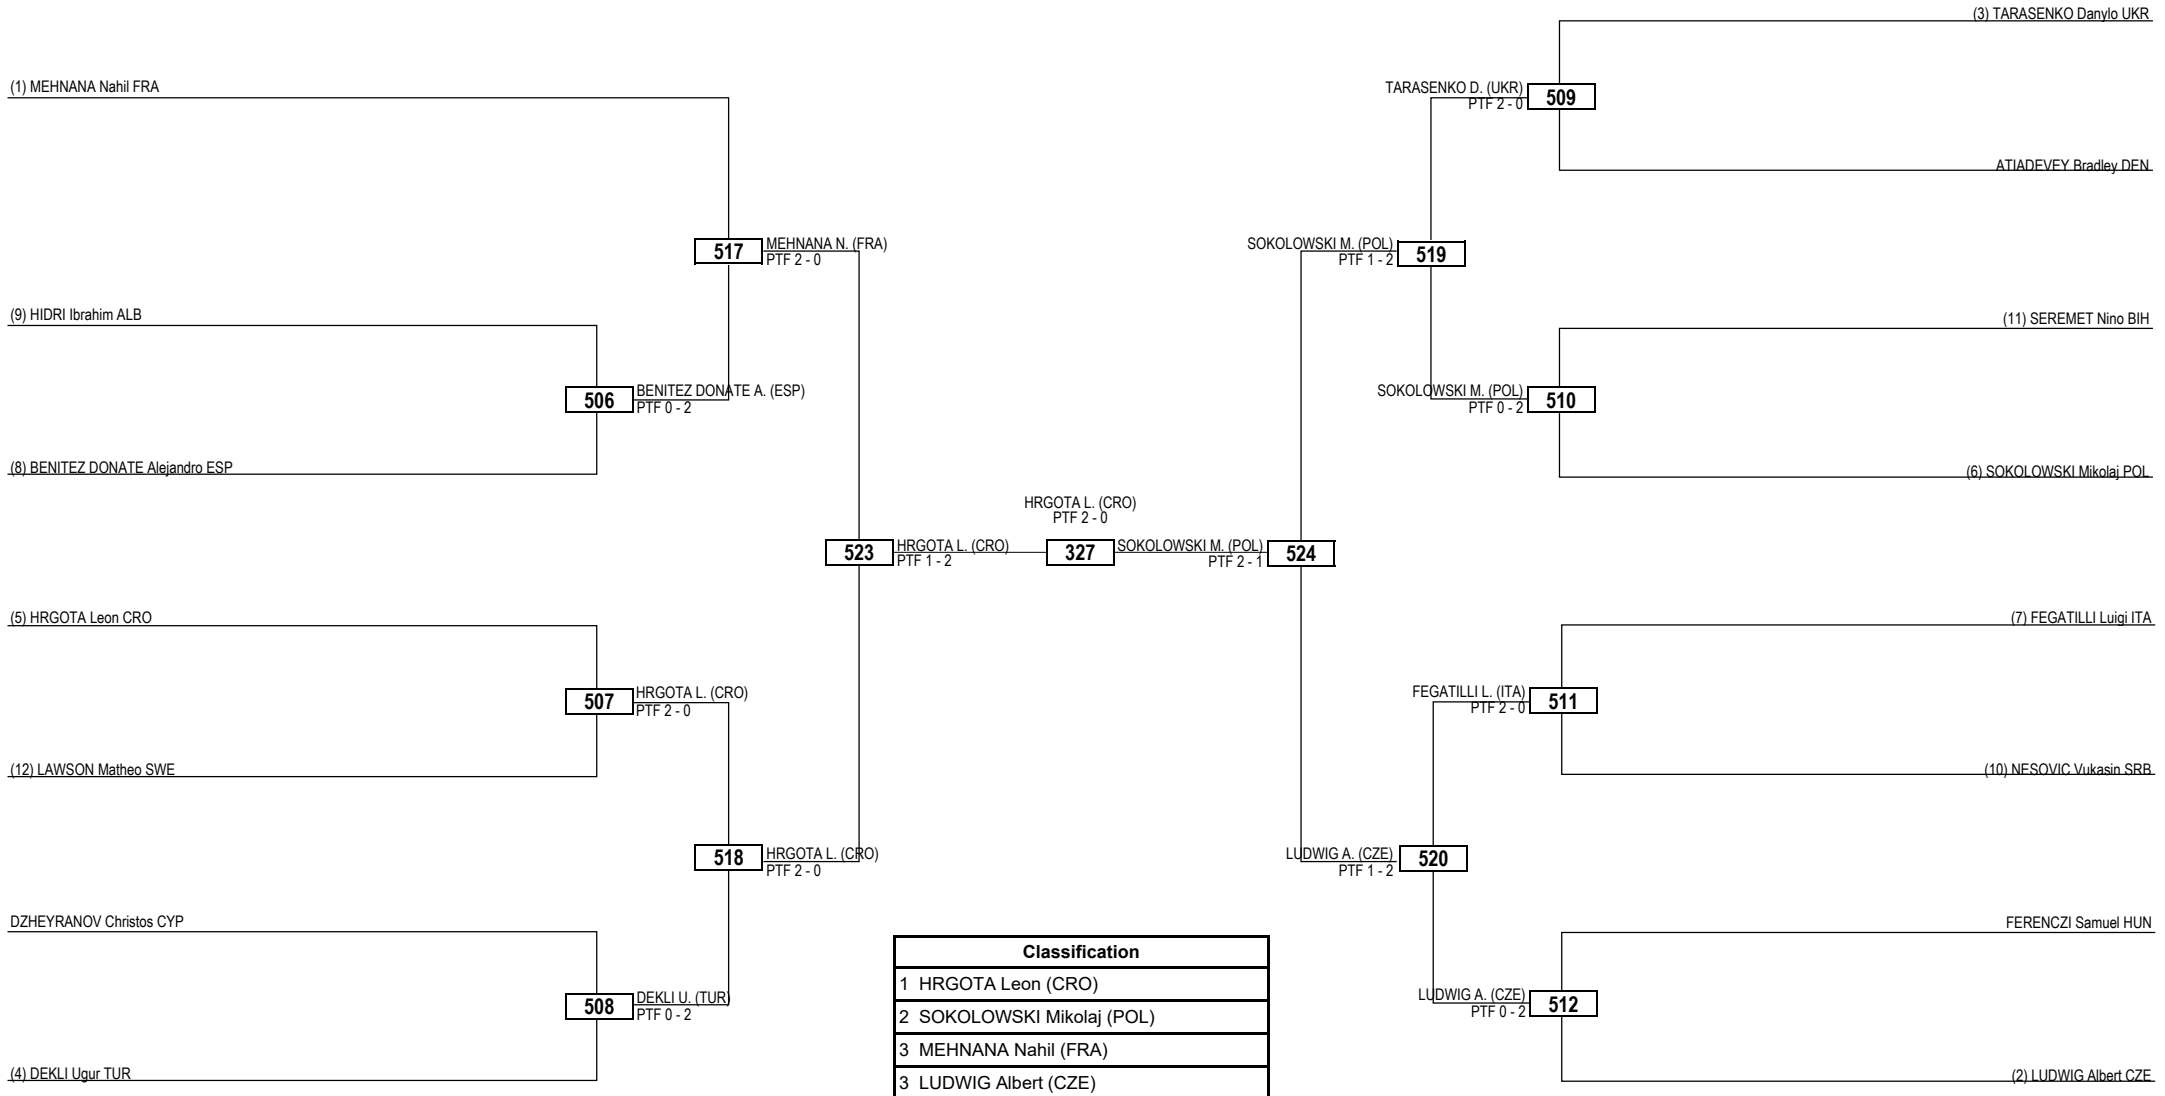 (3) TARASENKO Danylo UKR
(1) MEHNANA Nahil FRA
TARASENKO D. (UKR)
PTF 2 - 0
509
ATIADEVEY Bradley DEN
517
MEHNANA N. (FRA)
PTF 2 - 0
SOKOLOWSKI M. (POL)
PTF 1 - 2
519
(9) HIDRI Ibrahim ALB
(11) SEREMET Nino BIH
506
BENITEZ DONATE A. (ESP)
PTF 0 - 2
SOKOLOWSKI M. (POL)
PTF 0 - 2
510
(8) BENITEZ DONATE Alejandro ESP
(6) SOKOLOWSKI Mikolaj POL
HRGOTA L. (CRO)
PTF 2 - 0
523
HRGOTA L. (CRO)
PTF 1 - 2
327
SOKOLOWSKI M. (POL)
PTF 2 - 1
524
(5) HRGOTA Leon CRO
(7) FEGATILLI Luigi ITA
507
HRGOTA L. (CRO)
PTF 2 - 0
FEGATILLI L. (ITA)
PTF 2 - 0
511
(12) LAWSON Matheo SWE
(10) NESOVIC Vukasin SRB
518
HRGOTA L. (CRO)
PTF 2 - 0
LUDWIG A. (CZE)
PTF 1 - 2
520
DZHEYRANOV Christos CYP
FERENCZI Samuel HUN
508
DEKLI U. (TUR)
PTF 0 - 2
LUDWIG A. (CZE)
PTF 0 - 2
512
(4) DEKLI Ugur TUR
(2) LUDWIG Albert CZE
Classification
1 HRGOTA Leon (CRO)
2 SOKOLOWSKI Mikolaj (POL)
3 MEHNANA Nahil (FRA)
3 LUDWIG Albert (CZE)